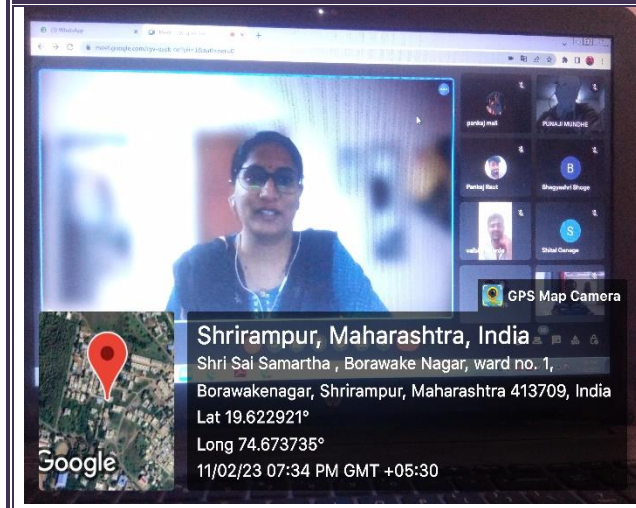 WhatsApp
pankaj mali
PUNAJI MUNDHE
Pankaj Raut
B
Bhagyashri Bhoge
S
Shital Ganage
GPS Map Camera
Shrirampur, Maharashtra, India
Shri Sai Samartha , Borawake Nagar, ward no. 1,
Borawakenagar, Shrirampur, Maharashtra 413709, India
Lat 19.622921°
Long 74.673735°
11/02/23 07:34 PM GMT +05:30
Google